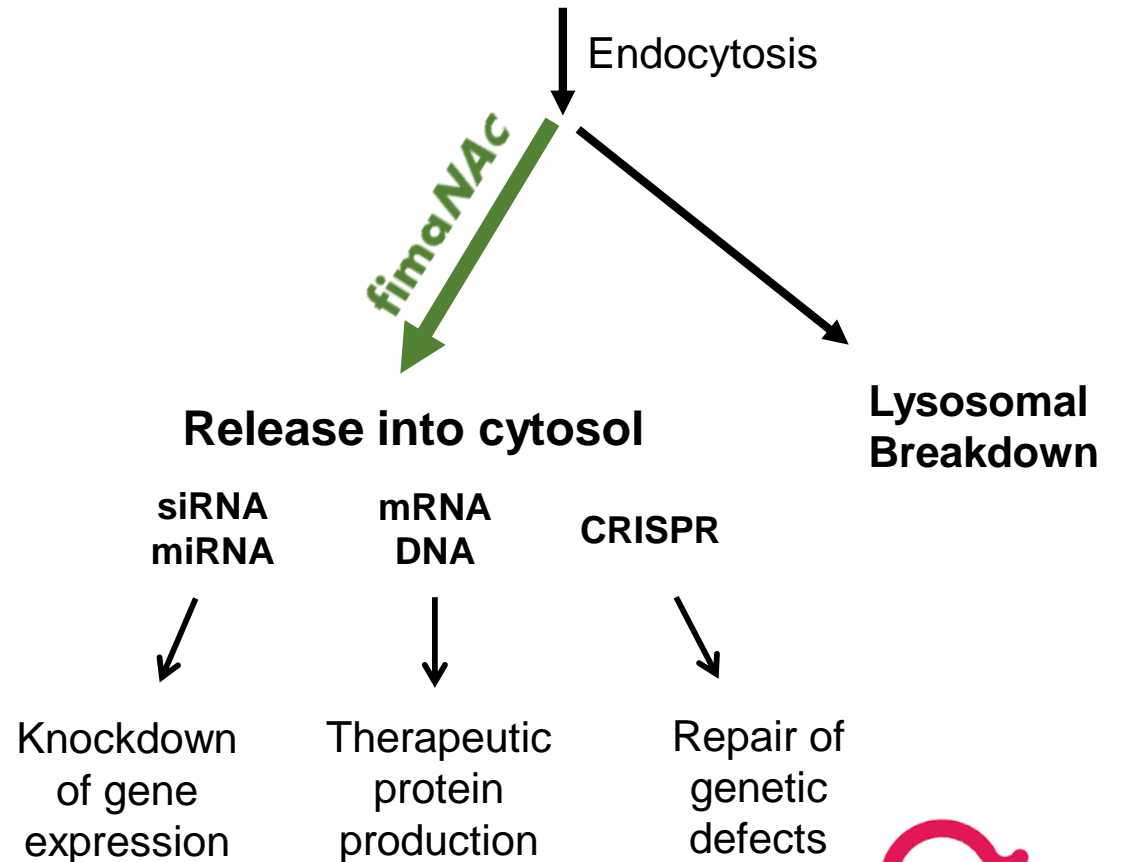 Endocytosis
fimaNAc
Release into cytosol
Lysosomal
Breakdown
siRNA
miRNA
mRNA
DNA
CRISPR
Knockdown
of gene
expression
Therapeutic
protein
production
Repair of
genetic
defects